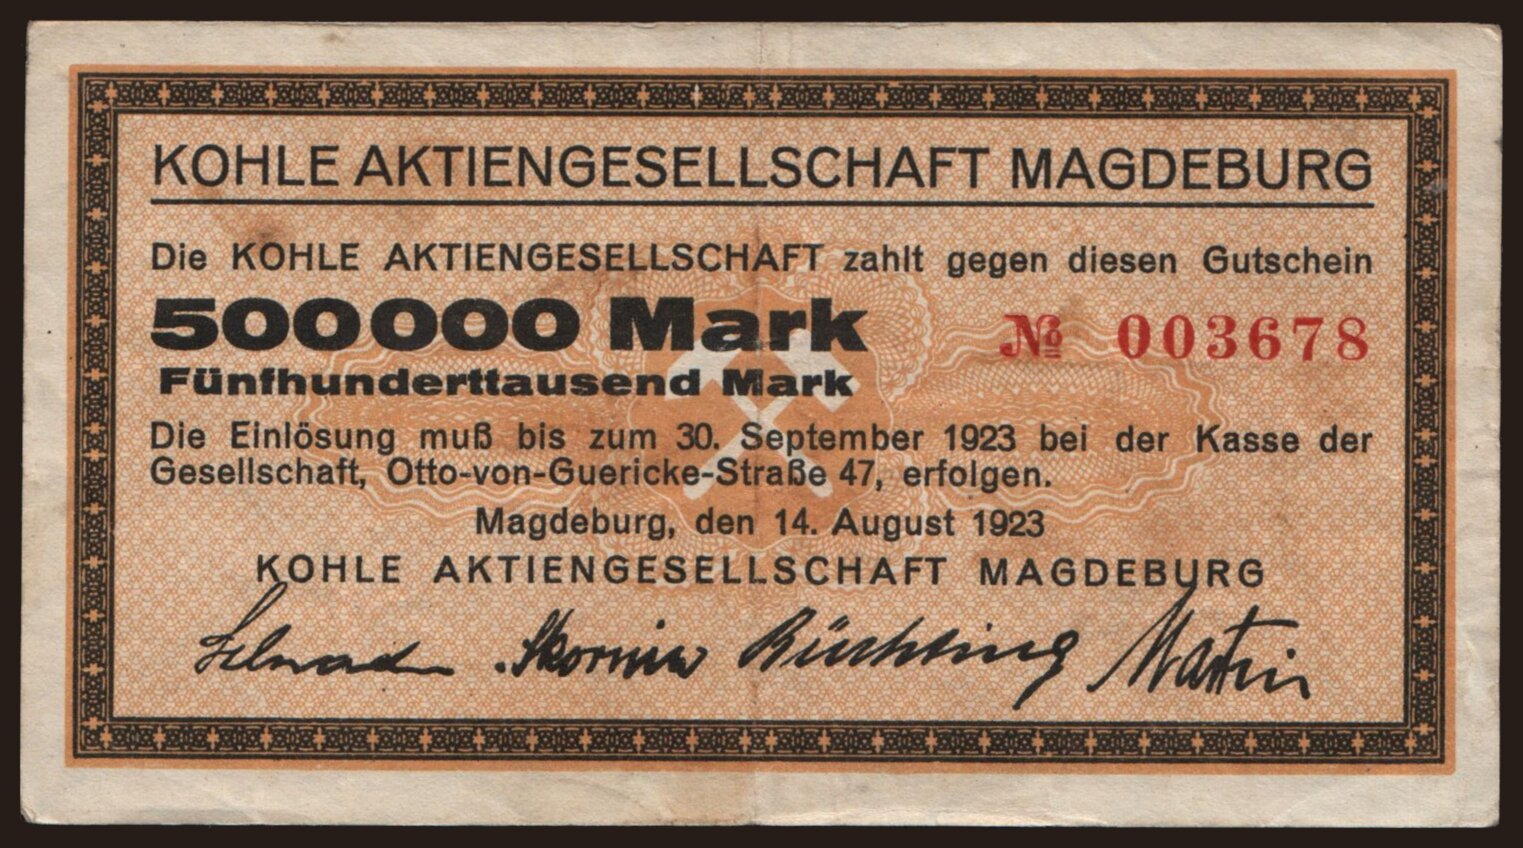 KOHLE AKTIENGESELLSCHAFT MAGDEBURG
Die KOHLE AKTIENGESELLSCHAFT zahlt gegen diesen Gutschein
500000 Mark
№ 003678
Fünfhunderttausend Mark
Die Einlösung muß bis zum 30. September 1923 bei der Kasse der
Gesellschaft, Otto-von-Guericke-Straße 47, erfolgen.
Magdeburg, den 14. August 1923
KOHLE AKTIENGESELLSCHAFT MAGDEBURG
Martin